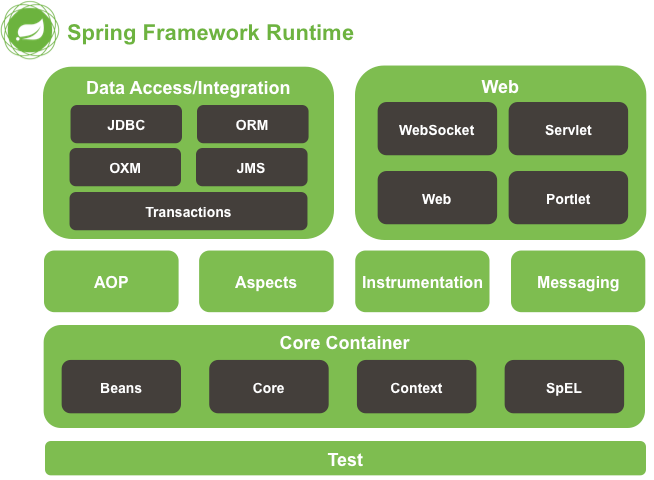 Spring Framework Runtime
Data Access/Integration
JDBC
ORM
OXM
JMS
Transactions
Web
WebSocket
Servlet
Web
Portlet
AOP
Aspects
Instrumentation
Messaging
Core Container
Beans
Core
Context
SpEL
Test